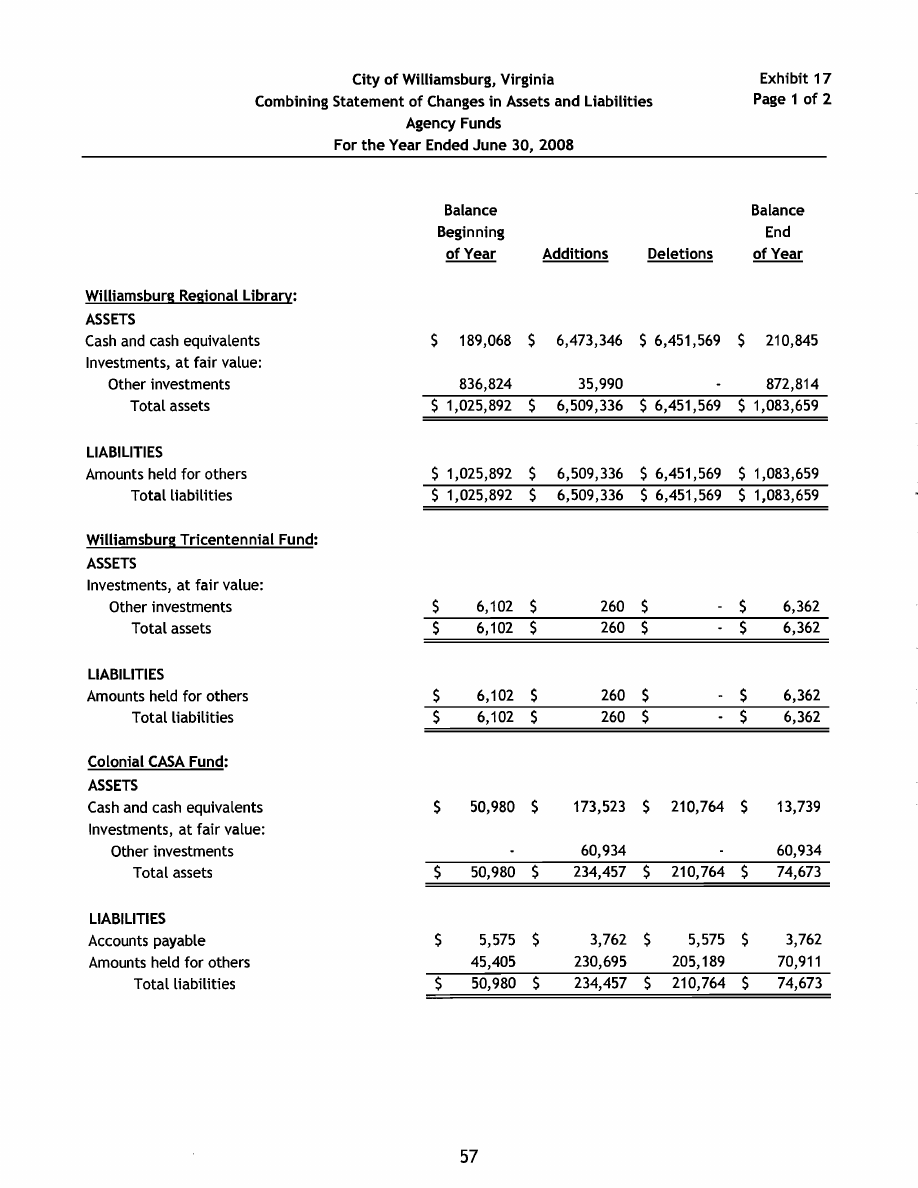 City of Williamsburg, Virginia Exhibit 17
Combining Statement of Changes in Assets and Liabilities Page 1 of 2
Agency Funds
For the Year Ended June 30, 2008
Balance Balance
Beginning End
of Year Additions Deletions of Year
Williamsburg Regional Library:
ASSETS
Cash and cash equivalents $ 189,068 $ 6,473,346 $ 6,451,569 $ 210,845
Investments, at fair value:
Other investments 836,824 35,990 - 872,814
Total assets $ 1,025,892 $ 6,509,336 $ 6,451,569 $ 1,083,659
LIABILITIES
Amounts held for others $ 1,025,892 $ 6,509,336 $ 6,451,569 $ 1,083,659
Total liabilities $ 1,025,892 $ 6,509,336 $ 6,451,569 $ 1,083,659
Williamsburg Tricentennial Fund:
ASSETS
Investments, at fair value:
Other investments $ 6,102 $ 260 $ - $ 6,362
Total assets $ 6,102 $ 260 $ - $ 6,362
LIABILITIES
Amounts held for others $ 6,102 $ 260 $ - $ 6,362
Total liabilities $ 6,102 $ 260 $ - $ 6,362
Colonial CASA Fund:
ASSETS
Cash and cash equivalents $ 50,980 $ 173,523 $ 210,764 $ 13,739
Investments, at fair value:
Other investments - 60,934 - 60,934
Total assets $ 50,980 $ 234,457 $ 210,764 $ 74,673
LIABILITIES
Accounts payable $ 5,575 $ 3,762 $ 5,575 $ 3,762
Amounts held for others 45,405 230,695 205,189 70,911
Total liabilities $ 50,980 $ 234,457 $ 210,764 $ 74,673
57